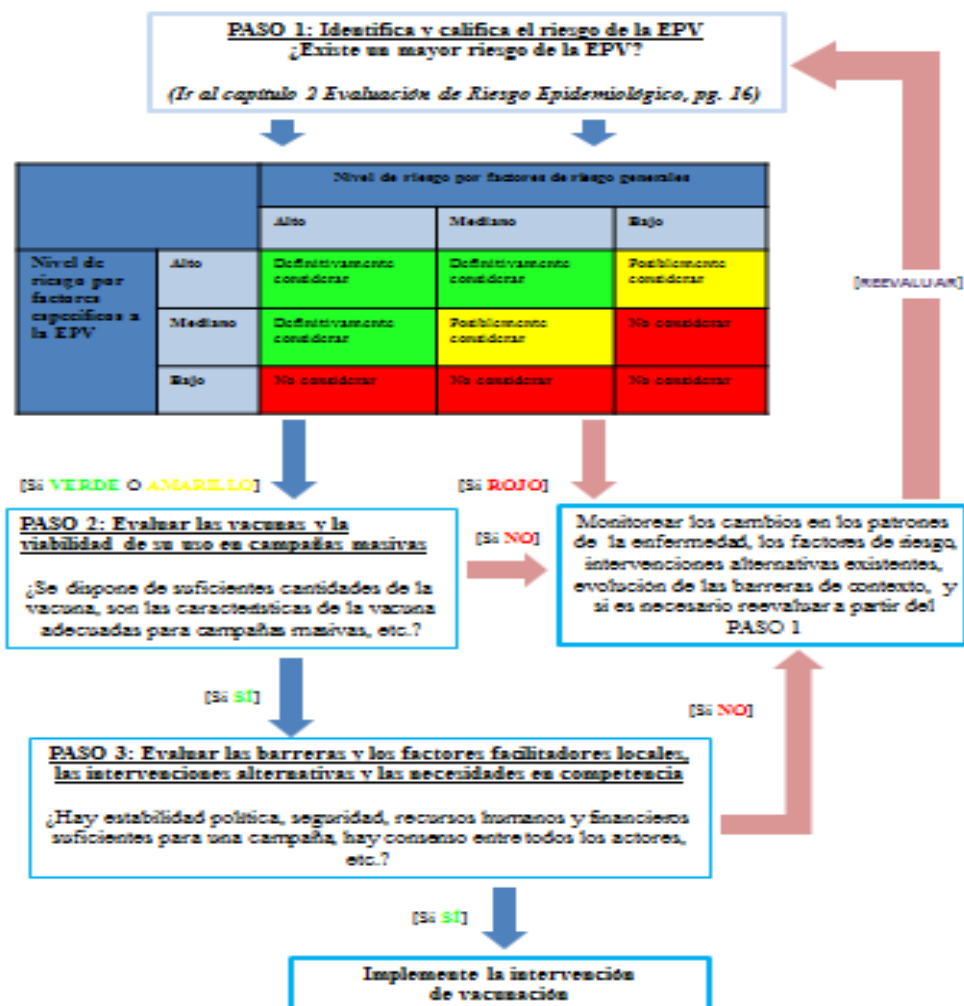 PASO 1: Identifica y califica el riesgo de la EPV
¿Existe un mayor riesgo de la EPV?
(Ir al capítulo 2 Evaluación de Riesgo Epidemiológico, pg. 16)
Nivel de riesgo por factores de riesgo generales
Alto
Mediano
Bajo
Nivel de
riesgo por
factores
específicos a
la EPV
Alto
Definitivamente
considerar
Definitivamente
considerar
Posiblemente
considerar
Mediano
Definitivamente
considerar
Posiblemente
considerar
No considerar
Bajo
No considerar
No considerar
No considerar
[REEVALUAR]
[Si VERDE O AMARILLO]
[Si ROJO]
PASO 2: Evaluar las vacunas y la
viabilidad de su uso en campañas masivas
¿Se dispone de suficientes cantidades de la
vacuna, son las características de la vacuna
adecuadas para campañas masivas, etc.?
[Si NO]
Monitorear los cambios en los patrones
de la enfermedad, los factores de riesgo,
intervenciones alternativas existentes,
evolución de las barreras de contexto, y
si es necesario reevaluar a partir del
PASO 1
[Si SÍ]
[Si NO]
PASO 3: Evaluar las barreras y los factores facilitadores locales,
las intervenciones alternativas y las necesidades en competencia
¿Hay estabilidad política, seguridad, recursos humanos y financieros
suficientes para una campaña, hay consenso entre todos los actores,
etc.?
[Si SÍ]
Implemente la intervención
de vacunación